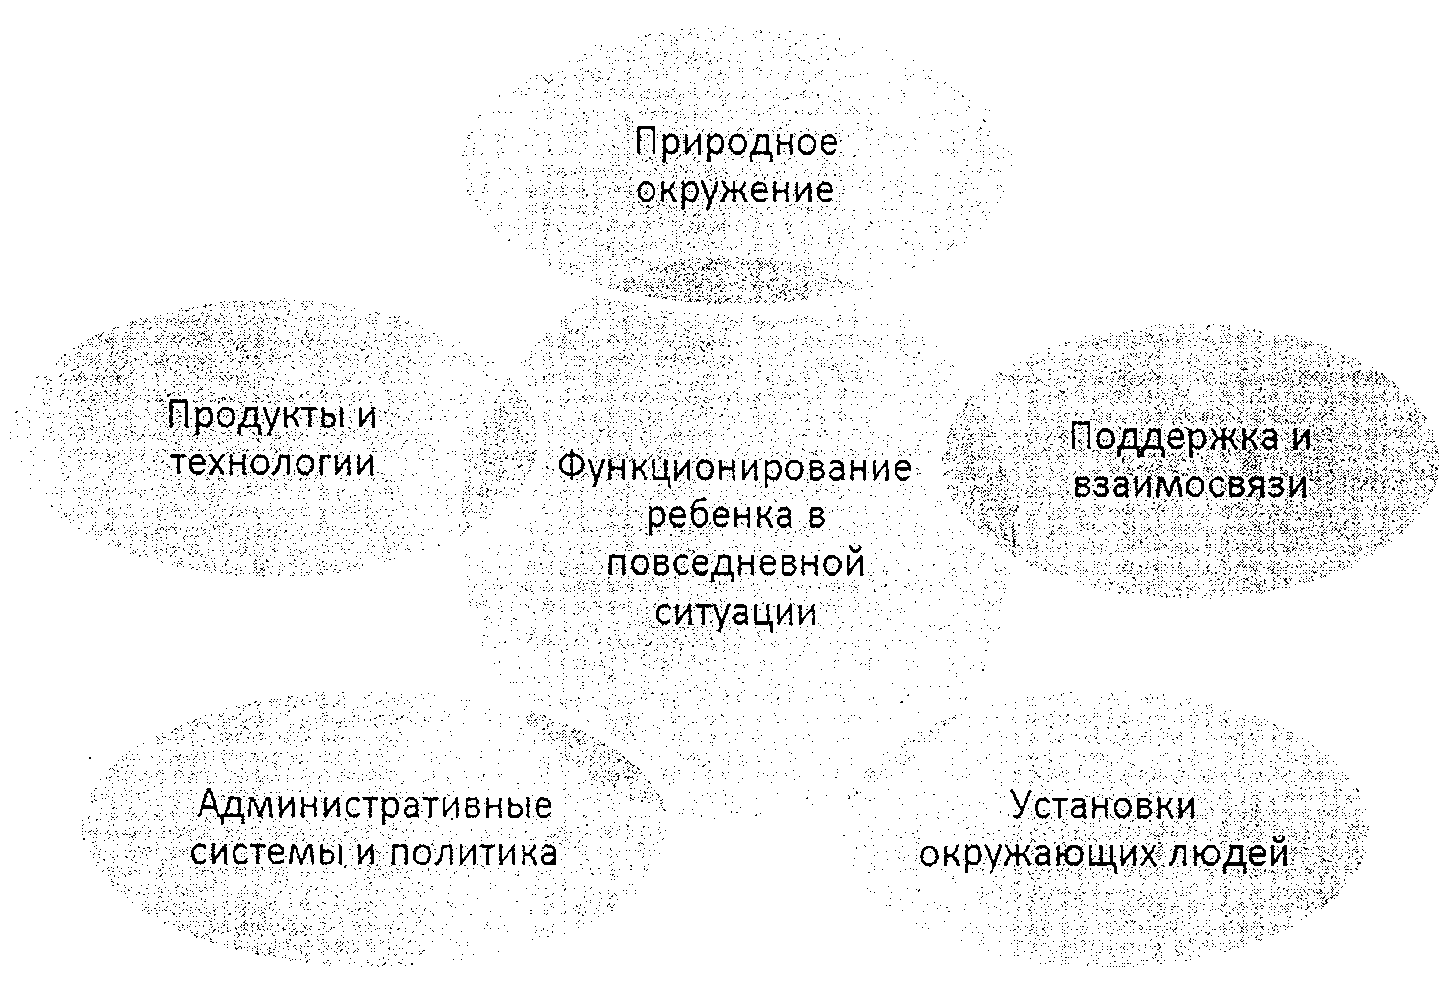 Природное
окружение
Продукты и
технологии
Поддержка и
взаимосвязи
Функционирование
ребенка в
повседневной
ситуации
Административные
системы и политика
Установки
окружающих людей